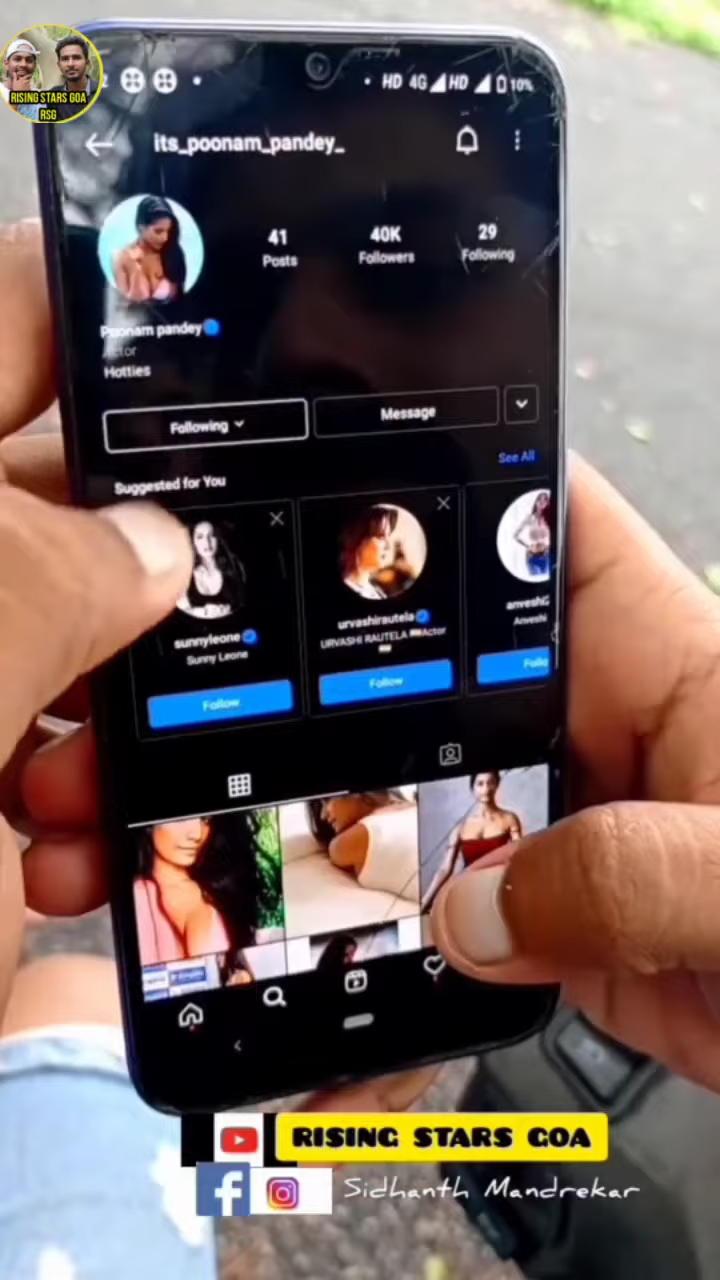 RISING STARS GOA
RSG
HD 4G HD 10%
its_poonam_pandey_
41
Posts
40K
Followers
29
Following
Poonam pandey
Actor
Hotties
Following
Message
Suggested for You
See All
sunnyleone
Sunny Leone
Follow
urvashirautela
URVASHI RAUTELA Actor
Follow
Anveshi
RISING STARS GOA
Sidhanth Mandrekar